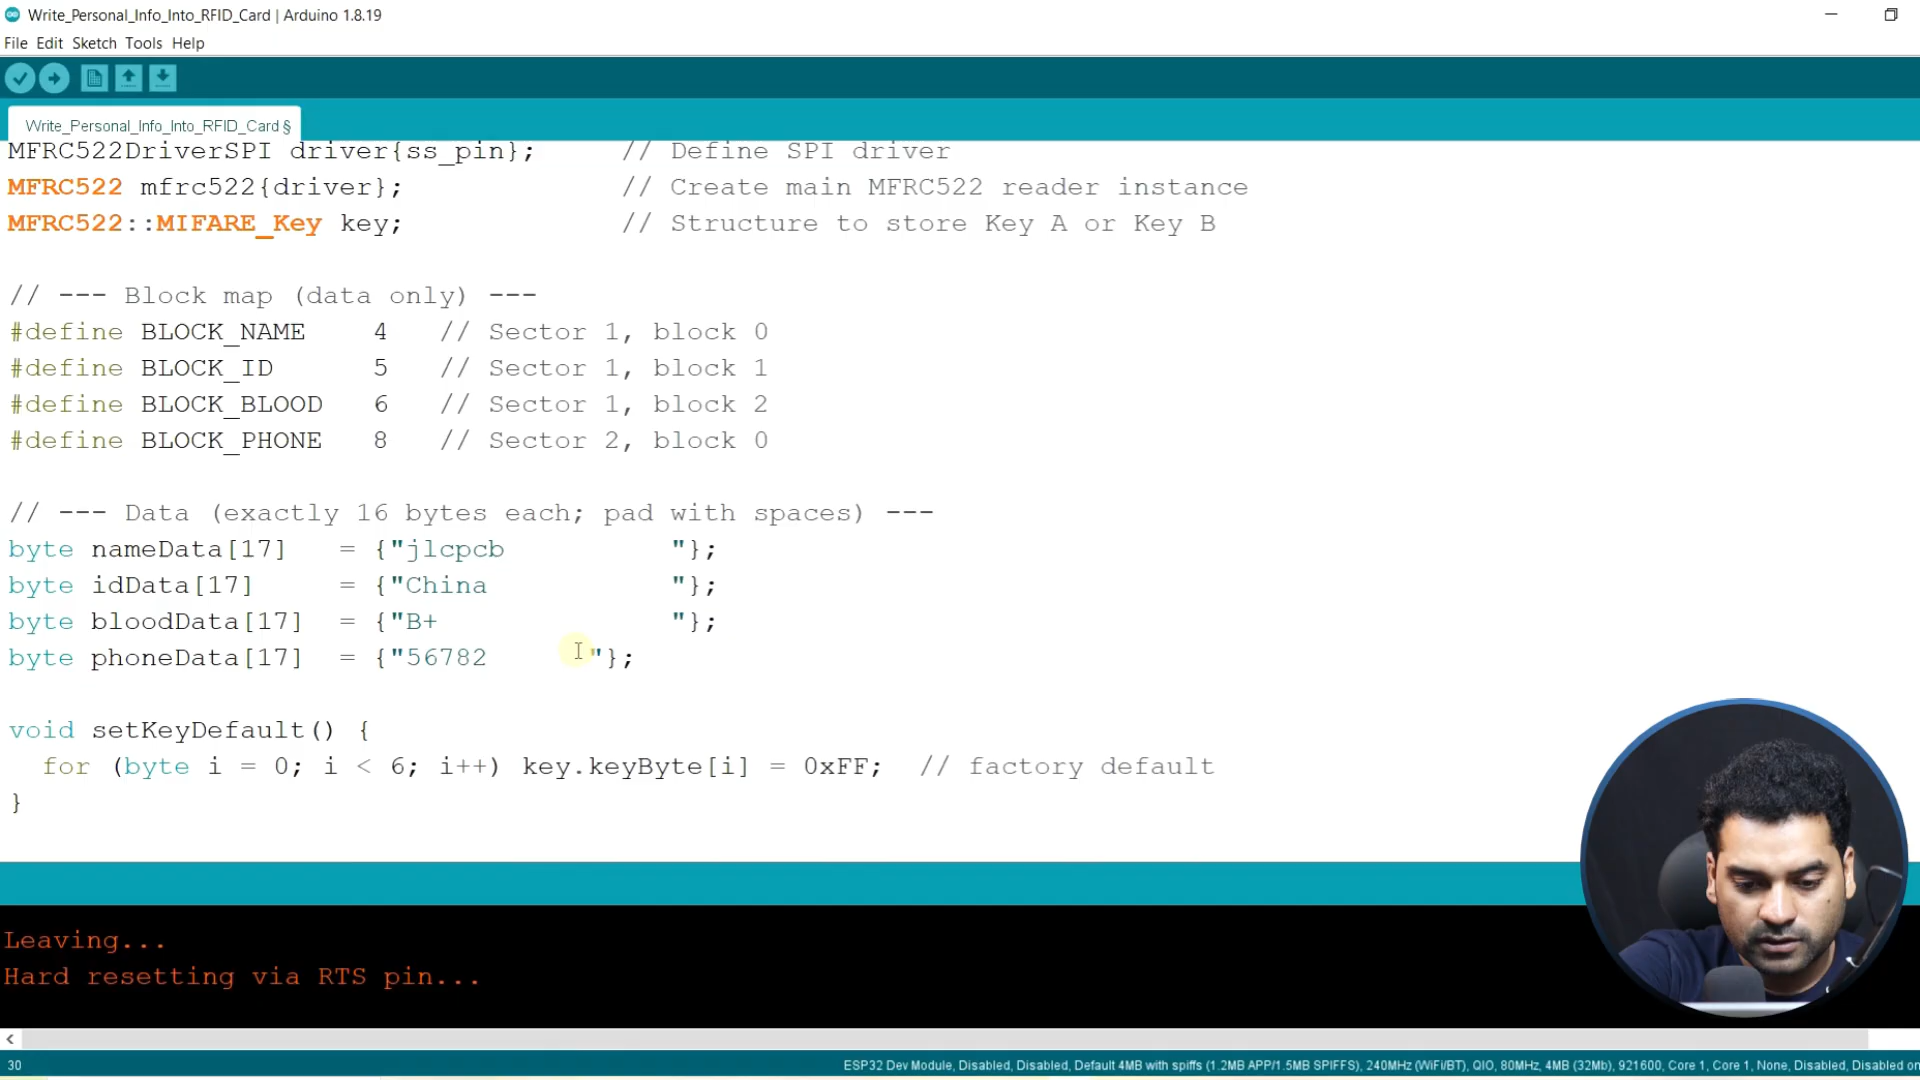 Write_Personal_Info_Into_RFID_Card | Arduino 1.8.19
File Edit Sketch Tools Help
Write_Personal_Info_Into_RFID_Card §
MFRC522DriverSPI driver{ss_pin};     // Define SPI driver
MFRC522 mfrc522{driver};             // Create main MFRC522 reader instance
MFRC522::MIFARE_Key key;             // Structure to store Key A or Key B
// --- Block map (data only) ---
#define BLOCK_NAME    4   // Sector 1, block 0
#define BLOCK_ID      5   // Sector 1, block 1
#define BLOCK_BLOOD   6   // Sector 1, block 2
#define BLOCK_PHONE   8   // Sector 2, block 0
// --- Data (exactly 16 bytes each; pad with spaces) ---
byte nameData[17]   = {"jlcpcb          "};
byte idData[17]     = {"China           "};
byte bloodData[17]  = {"B+              "};
byte phoneData[17]  = {"56782      "};
void setKeyDefault() {
  for (byte i = 0; i < 6; i++) key.keyByte[i] = 0xFF;  // factory default
}
Leaving...
Hard resetting via RTS pin...
30
ESP32 Dev Module, Disabled, Disabled, Default 4MB with spiffs (1.2MB APP/1.5MB SPIFFS), 240MHz (WiFi/BT), QIO, 80MHz, 4MB (32Mb), 921600, Core 1, Core 1, None, Disabled, Disabled on